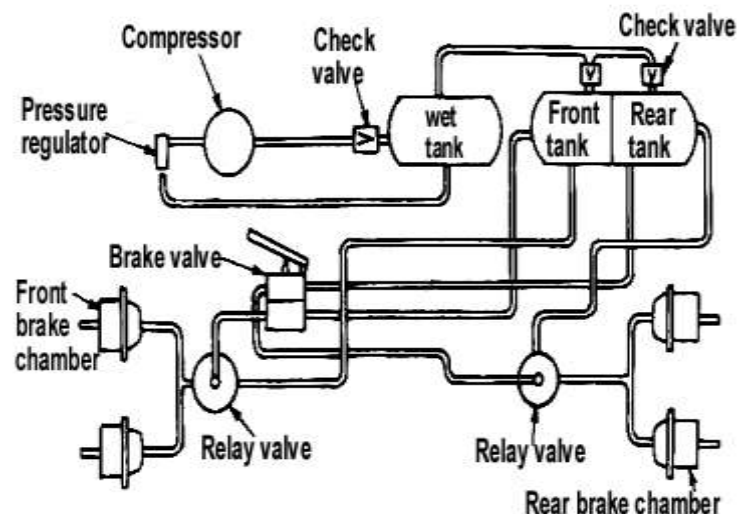 Compressor
Check
valve
Check valve
Pressure
regulator
wet
tank
Front
tank
Rear
tank
Brake valve
Front
brake
chamber
Relay valve
Relay valve
Rear brake chamber